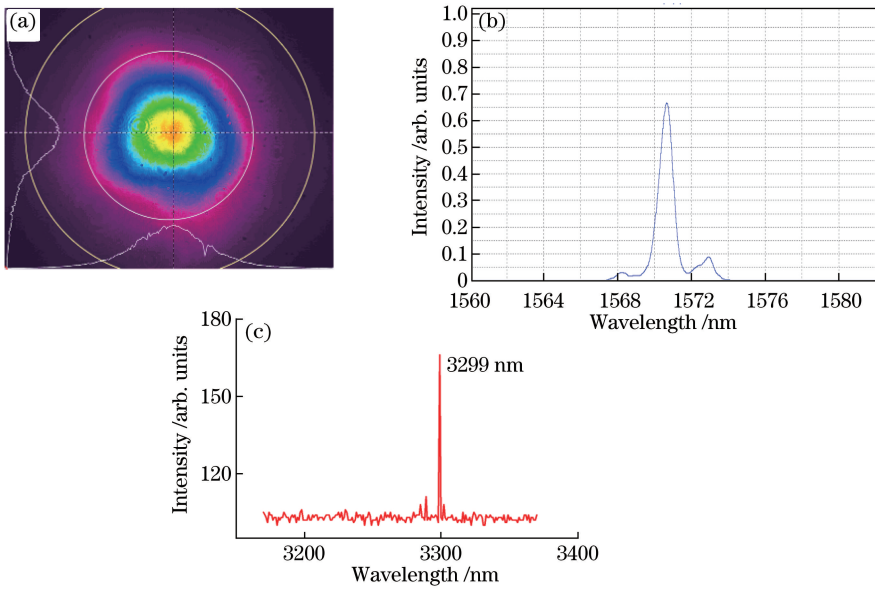 (a)
(b)
1.0
0.9
0.8
0.7
0.6
0.5
0.4
0.3
0.2
0.1
0
Intensity /arb. units
1560 1564 1568 1572 1576 1580
Wavelength /nm
(c)
180
150
120
Intensity /arb. units
3299 nm
3200 3300 3400
Wavelength /nm